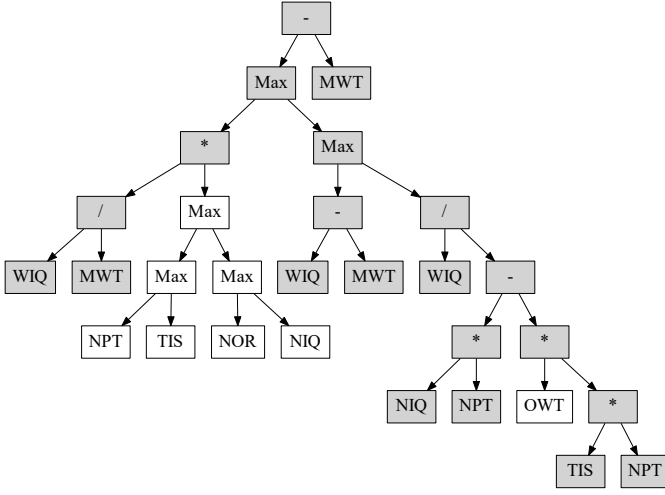 -
Max MWT
* Max
/ Max - /
WIQ MWT Max Max WIQ MWT WIQ -
NPT TIS NOR NIQ * *
NIQ NPT OWT *
TIS NPT